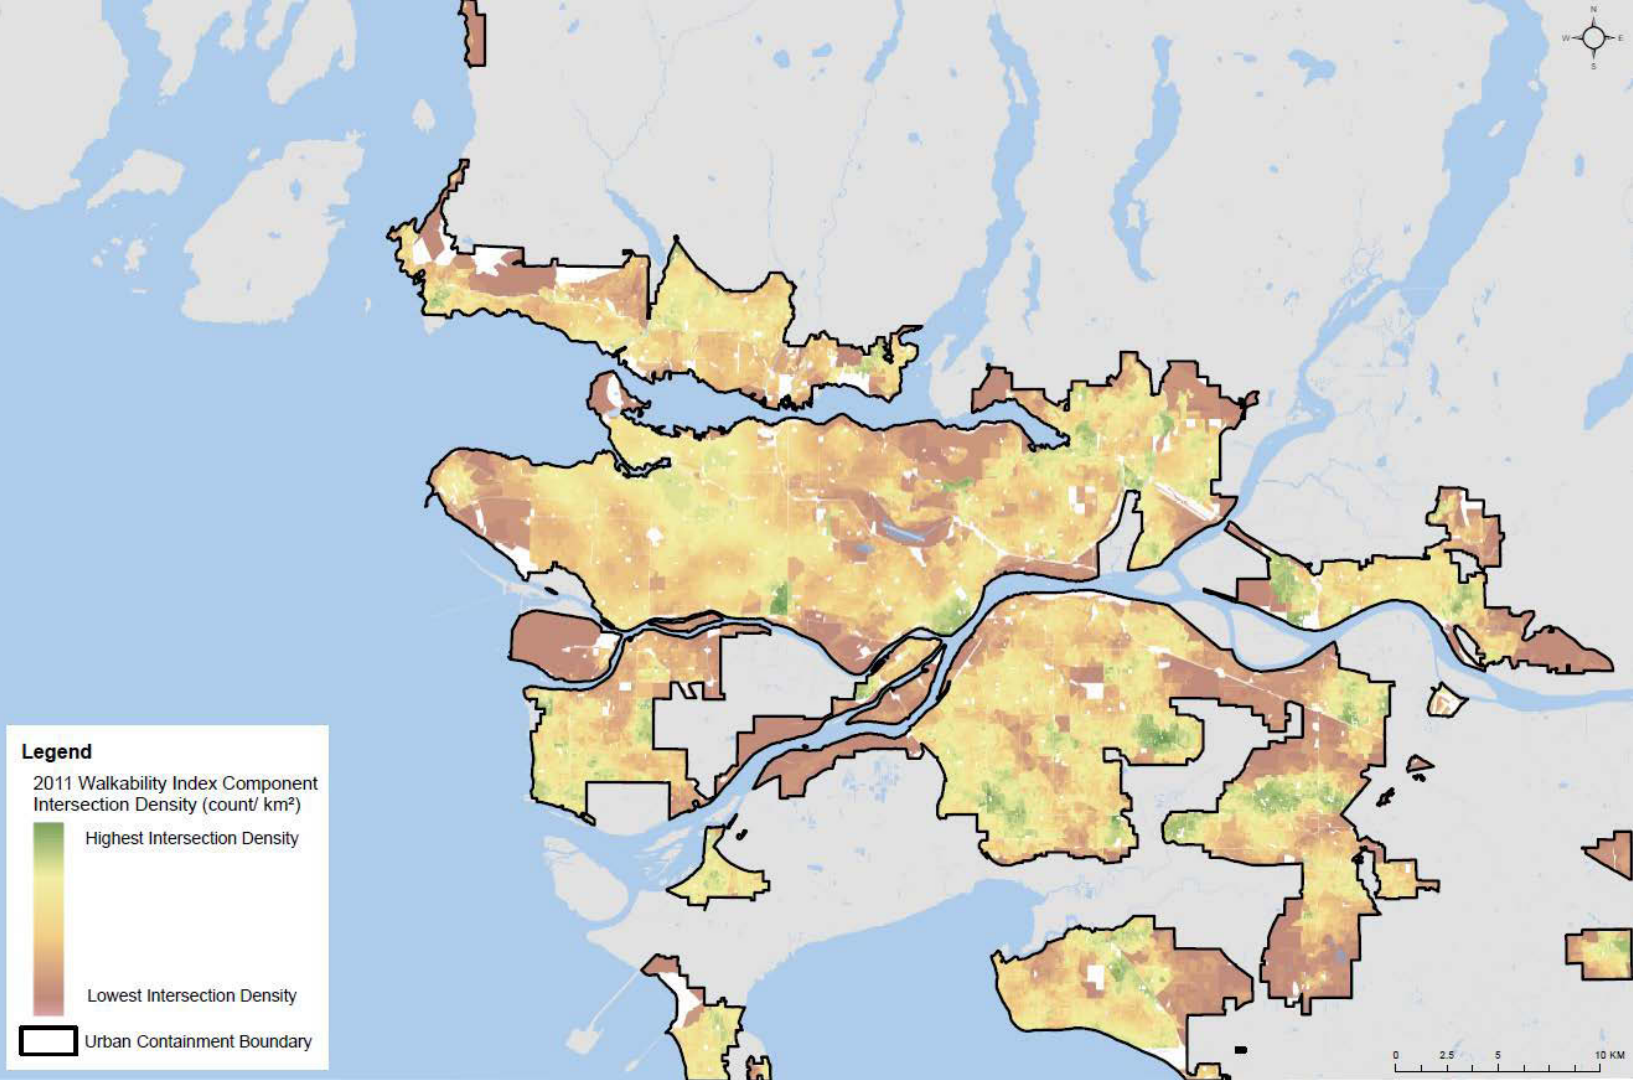 N
W E
S
Legend
2011 Walkability Index Component
Intersection Density (count/ km²)
Highest Intersection Density
Lowest Intersection Density
Urban Containment Boundary
0 2.5 5 10 KM